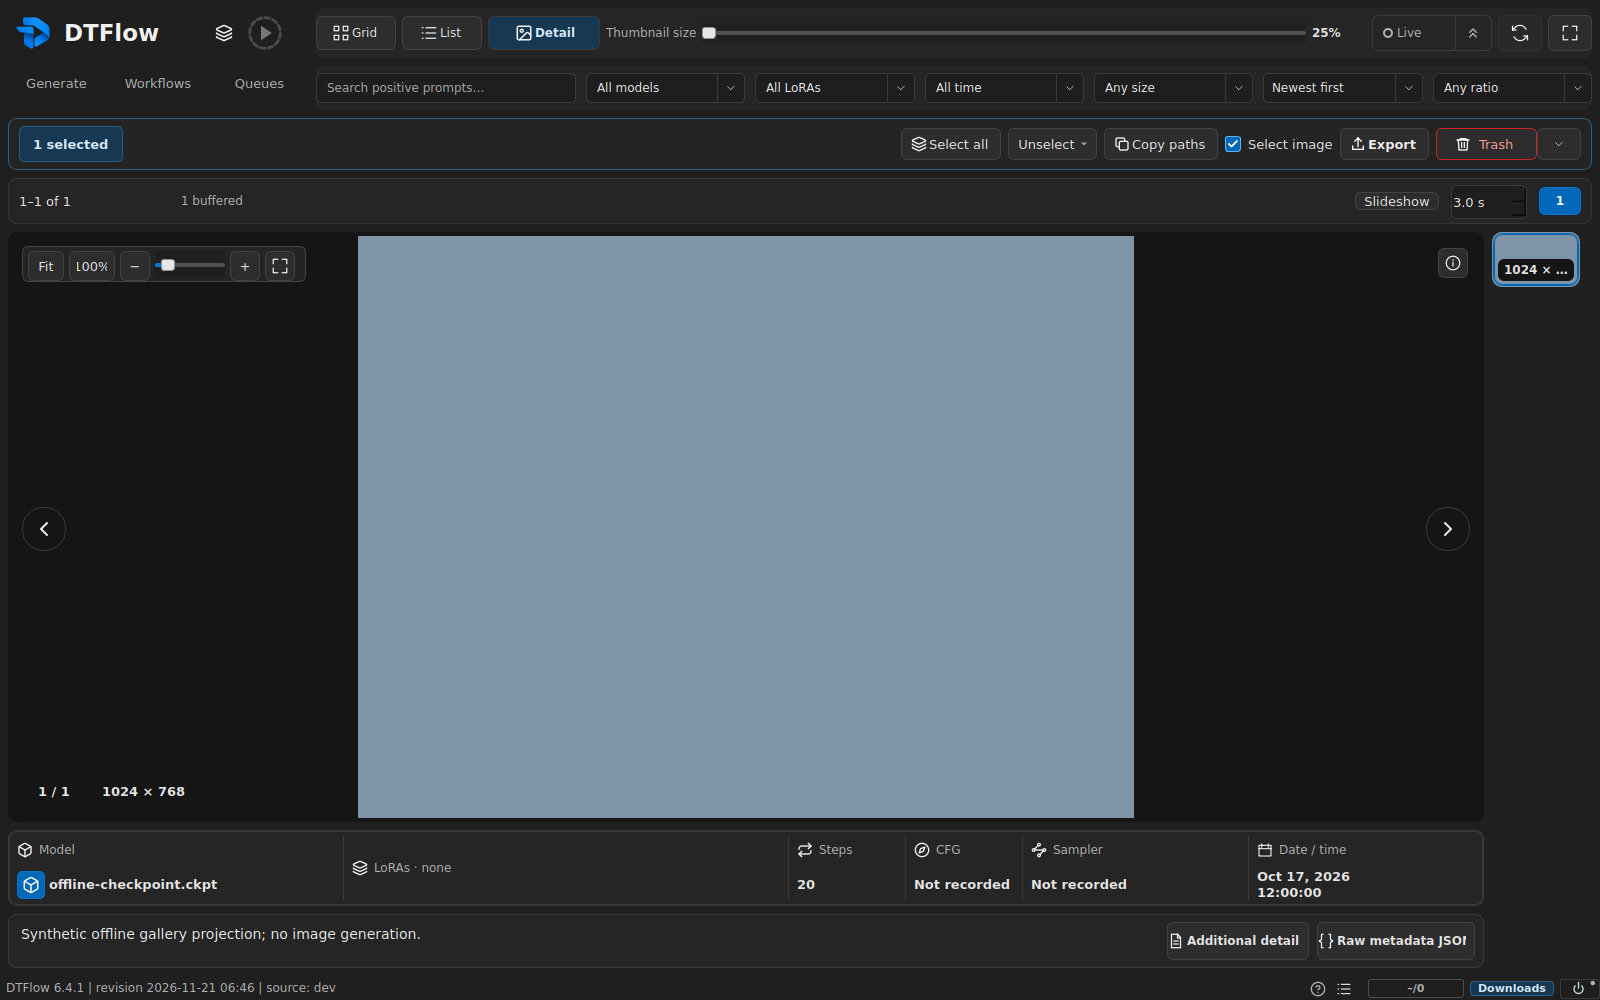 DTFlow
Grid
List
Detail
Thumbnail size
25%
Live
Generate
Workflows
Queues
Search positive prompts...
All models
All LoRAs
All time
Any size
Newest first
Any ratio
1 selected
Select all
Unselect
Copy paths
Select image
Export
Trash
1–1 of 1
1 buffered
Slideshow
3.0 s
1
Fit
100%
1024 × ...
1 / 1
1024 × 768
Model
offline-checkpoint.ckpt
LoRAs · none
Steps
20
CFG
Not recorded
Sampler
Not recorded
Date / time
Oct 17, 2026
12:00:00
Synthetic offline gallery projection; no image generation.
Additional detail
Raw metadata JSON
DTFlow 6.4.1 | revision 2026-11-21 06:46 | source: dev
-/0
Downloads